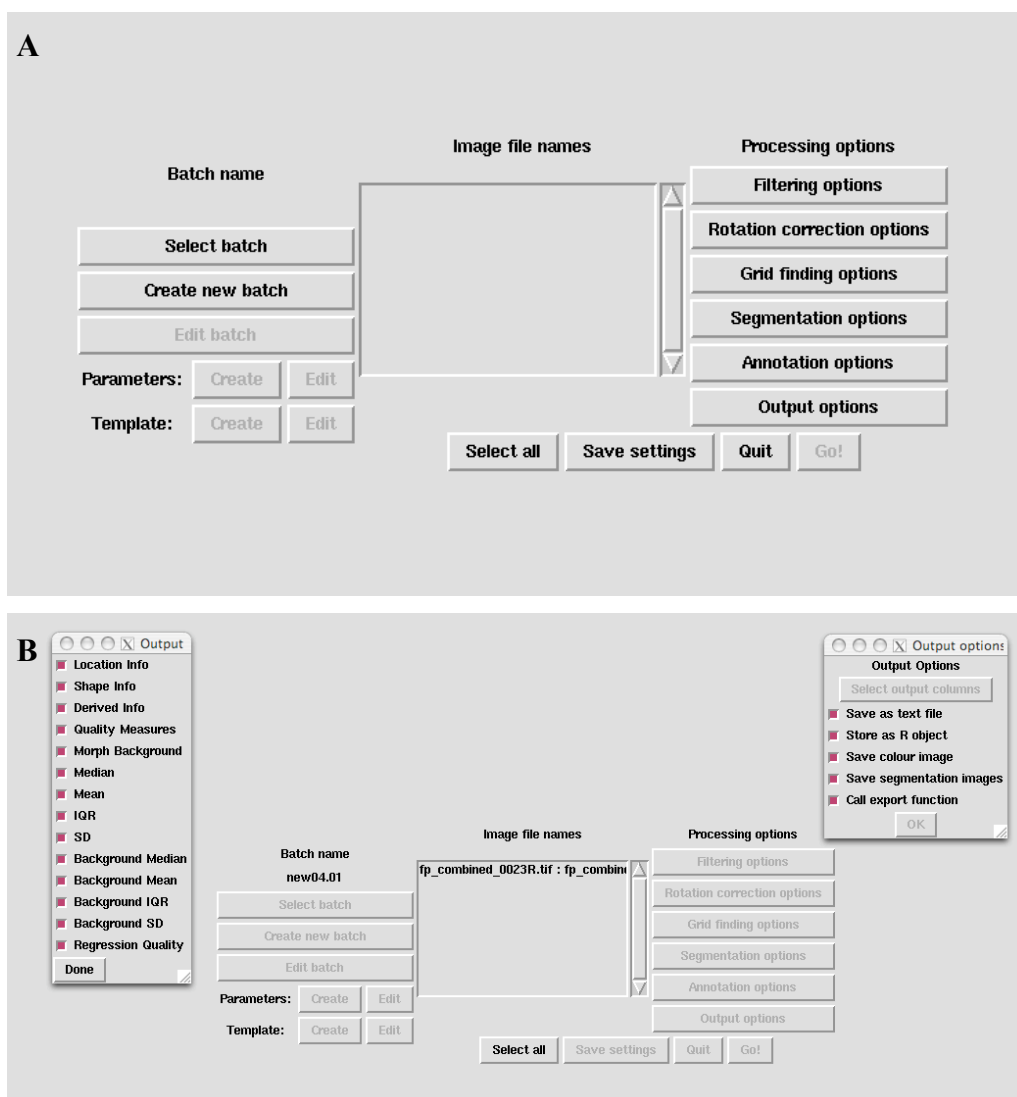 A
Image file names
Processing options
Batch name
Filtering options
Select batch
Rotation correction options
Create new batch
Grid finding options
Edit batch
Segmentation options
Parameters: Create Edit
Annotation options
Template: Create Edit
Output options
Select all Save settings Quit Go!
B
X Output
Location Info
Shape Info
Derived Info
Quality Measures
Morph Background
Median
Mean
IQR
SD
Background Median
Background Mean
Background IQR
Background SD
Regression Quality
Done
X Output options
Output Options
Select output columns
Save as text file
Store as R object
Save colour image
Save segmentation images
Call export function
OK
Image file names
Processing options
Batch name
new04.01
fp_combined_0023R.tif : fp_combin
Filtering options
Select batch
Rotation correction options
Create new batch
Grid finding options
Edit batch
Segmentation options
Parameters: Create Edit
Annotation options
Template: Create Edit
Output options
Select all Save settings Quit Go!